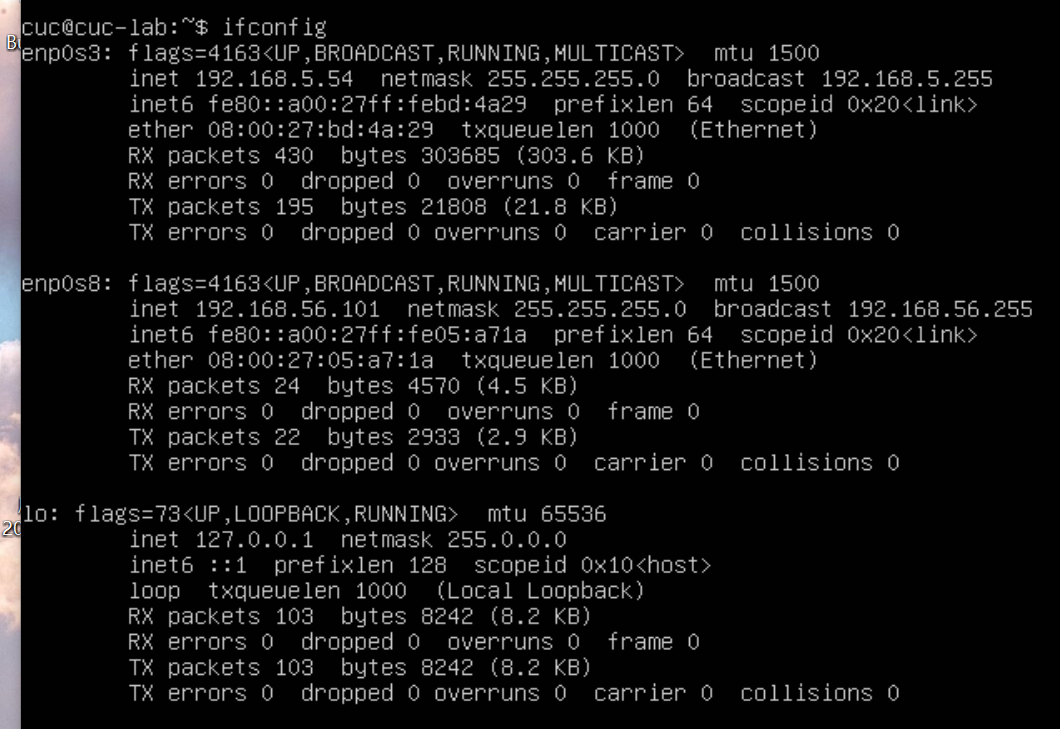 cuc@cuc-lab:~$ ifconfig
enp0s3: flags=4163<UP,BROADCAST,RUNNING,MULTICAST>  mtu 1500
        inet 192.168.5.54  netmask 255.255.255.0  broadcast 192.168.5.255
        inet6 fe80::a00:27ff:febd:4a29  prefixlen 64  scopeid 0x20<link>
        ether 08:00:27:bd:4a:29  txqueuelen 1000  (Ethernet)
        RX packets 430  bytes 303685 (303.6 KB)
        RX errors 0  dropped 0  overruns 0  frame 0
        TX packets 195  bytes 21808 (21.8 KB)
        TX errors 0  dropped 0 overruns 0  carrier 0  collisions 0

enp0s8: flags=4163<UP,BROADCAST,RUNNING,MULTICAST>  mtu 1500
        inet 192.168.56.101  netmask 255.255.255.0  broadcast 192.168.56.255
        inet6 fe80::a00:27ff:fe05:a71a  prefixlen 64  scopeid 0x20<link>
        ether 08:00:27:05:a7:1a  txqueuelen 1000  (Ethernet)
        RX packets 24  bytes 4570 (4.5 KB)
        RX errors 0  dropped 0  overruns 0  frame 0
        TX packets 22  bytes 2933 (2.9 KB)
        TX errors 0  dropped 0 overruns 0  carrier 0  collisions 0

lo: flags=73<UP,LOOPBACK,RUNNING>  mtu 65536
        inet 127.0.0.1  netmask 255.0.0.0
        inet6 ::1  prefixlen 128  scopeid 0x10<host>
        loop  txqueuelen 1000  (Local Loopback)
        RX packets 103  bytes 8242 (8.2 KB)
        RX errors 0  dropped 0  overruns 0  frame 0
        TX packets 103  bytes 8242 (8.2 KB)
        TX errors 0  dropped 0 overruns 0  carrier 0  collisions 0